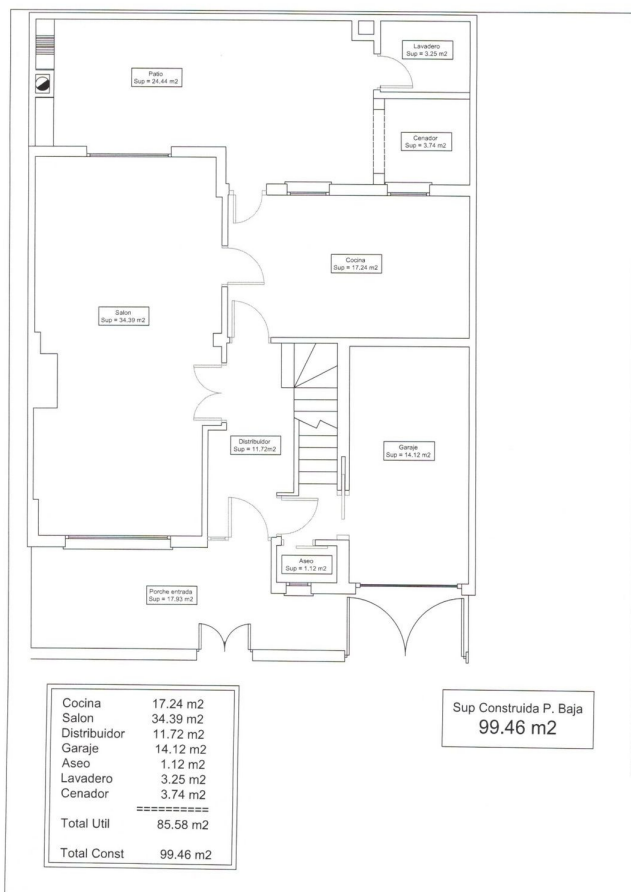 Lavadero
Sup = 3.25 m2
Patio
Sup = 24.44 m2
Cenador
Sup = 3.74 m2
Cocina
Sup = 17.24 m2
Salon
Sup = 34.39 m2
Distribuidor
Sup = 11.72m2
Garaje
Sup = 14.12 m2
Aseo
Sup = 1.12 m2
Porche entrada
Sup = 17.93 m2
Cocina 17.24 m2
Salon 34.39 m2
Distribuidor 11.72 m2
Garaje 14.12 m2
Aseo 1.12 m2
Lavadero 3.25 m2
Cenador 3.74 m2
==========
Total Util 85.58 m2
Total Const 99.46 m2
Sup Construida P. Baja
99.46 m2